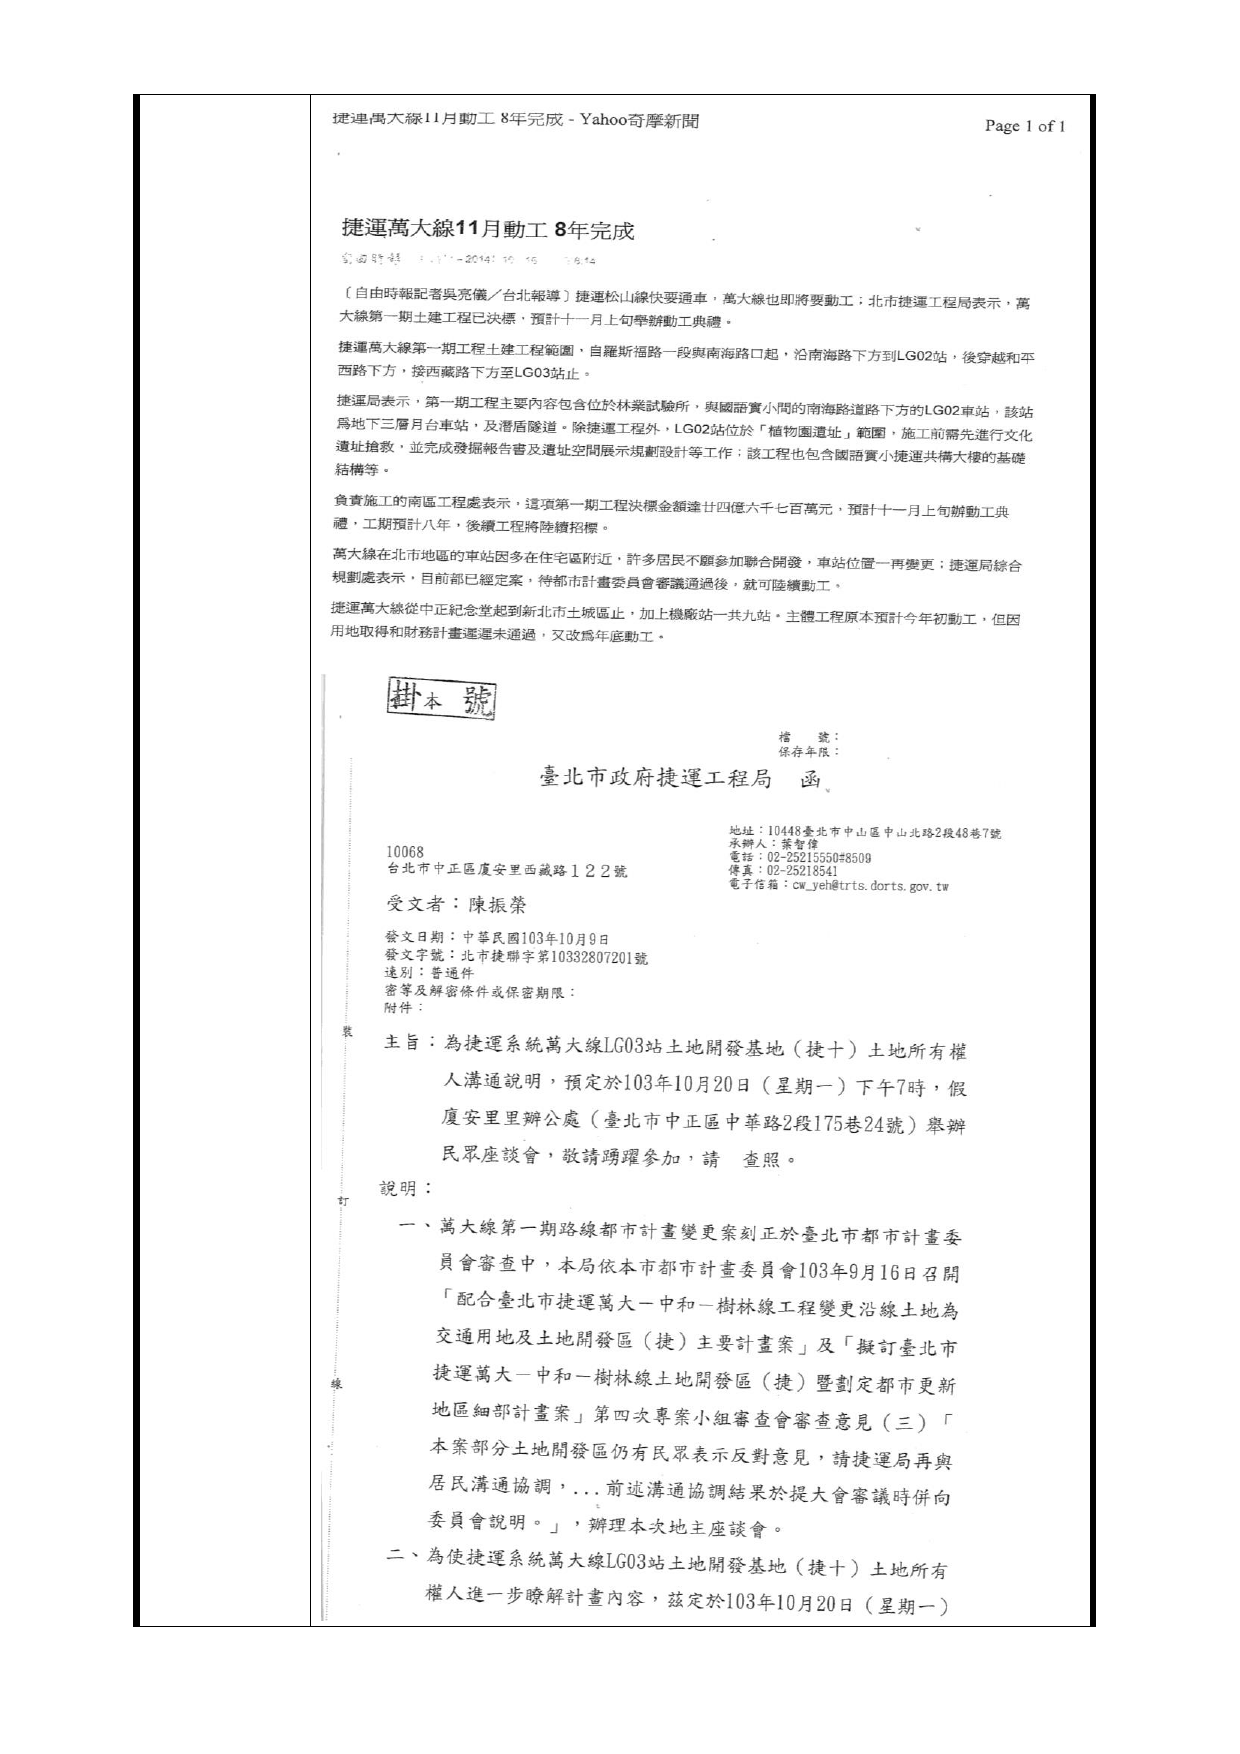 捷運萬大線11月動工 8年完成 - Yahoo奇摩新聞
Page 1 of 1
捷運萬大線11月動工 8年完成
〔自由時報記者吳亮儀／台北報導〕捷運松山線快要通車，萬大線也即將要動工；北市捷運工程局表示，萬
大線第一期土建工程已決標，預計十一月上旬舉辦動工典禮。
捷運萬大線第一期工程土建工程範圍，自羅斯福路一段與南海路口起，沿南海路下方到LG02站，後穿越和平
西路下方，接西藏路下方至LG03站止。
捷運局表示，第一期工程主要內容包含位於林業試驗所，與國語實小間的南海路道路下方的LG02車站，該站
為地下三層月台車站，及潛盾隧道。除捷運工程外，LG02站位於「植物園遺址」範圍，施工前需先進行文化
遺址搶救，並完成發掘報告書及遺址空間展示規劃設計等工作；該工程也包含國語實小捷運共構大樓的基礎
結構等。
負責施工的南區工程處表示，這項第一期工程決標金額達廿四億六千七百萬元，預計十一月上旬辦動工典
禮，工期預計八年，後續工程將陸續招標。
萬大線在北市地區的車站因多在住宅區附近，許多居民不願參加聯合開發，車站位置一再變更；捷運局綜合
規劃處表示，目前都已經定案，待都市計畫委員會審議通過後，就可陸續動工。
捷運萬大線從中正紀念堂起到新北市土城區止，加上機廠站一共九站。主體工程原本預計今年初動工，但因
用地取得和財務計畫遲遲未通過，又改為年底動工。
掛本 號
檔　　號：
保存年限：
臺北市政府捷運工程局　函
地址：10448臺北市中山區中山北路2段48巷7號
承辦人：葉智偉
電話：02-25215550#8509
傳真：02-25218541
電子信箱：cw_yeh@trts.dorts.gov.tw
10068
台北市中正區廈安里西藏路１２２號
受文者：陳振榮
發文日期：中華民國103年10月9日
發文字號：北市捷聯字第10332807201號
速別：普通件
密等及解密條件或保密期限：
附件：
裝
主旨：為捷運系統萬大線LG03站土地開發基地（捷十）土地所有權
人溝通說明，預定於103年10月20日（星期一）下午7時，假
廈安里里辦公處（臺北市中正區中華路2段175巷24號）舉辦
民眾座談會，敬請踴躍參加，請　查照。
說明：
訂
一、萬大線第一期路線都市計畫變更案刻正於臺北市都市計畫委
員會審查中，本局依本市都市計畫委員會103年9月16日召開
「配合臺北市捷運萬大－中和－樹林線工程變更沿線土地為
交通用地及土地開發區（捷）主要計畫案」及「擬訂臺北市
捷運萬大－中和－樹林線土地開發區（捷）暨劃定都市更新
線
地區細部計畫案」第四次專案小組審查會審查意見（三）「
本案部分土地開發區仍有民眾表示反對意見，請捷運局再與
居民溝通協調，...前述溝通協調結果於提大會審議時併向
委員會說明。」，辦理本次地主座談會。
二、為使捷運系統萬大線LG03站土地開發基地（捷十）土地所有
權人進一步瞭解計畫內容，茲定於103年10月20日（星期一）